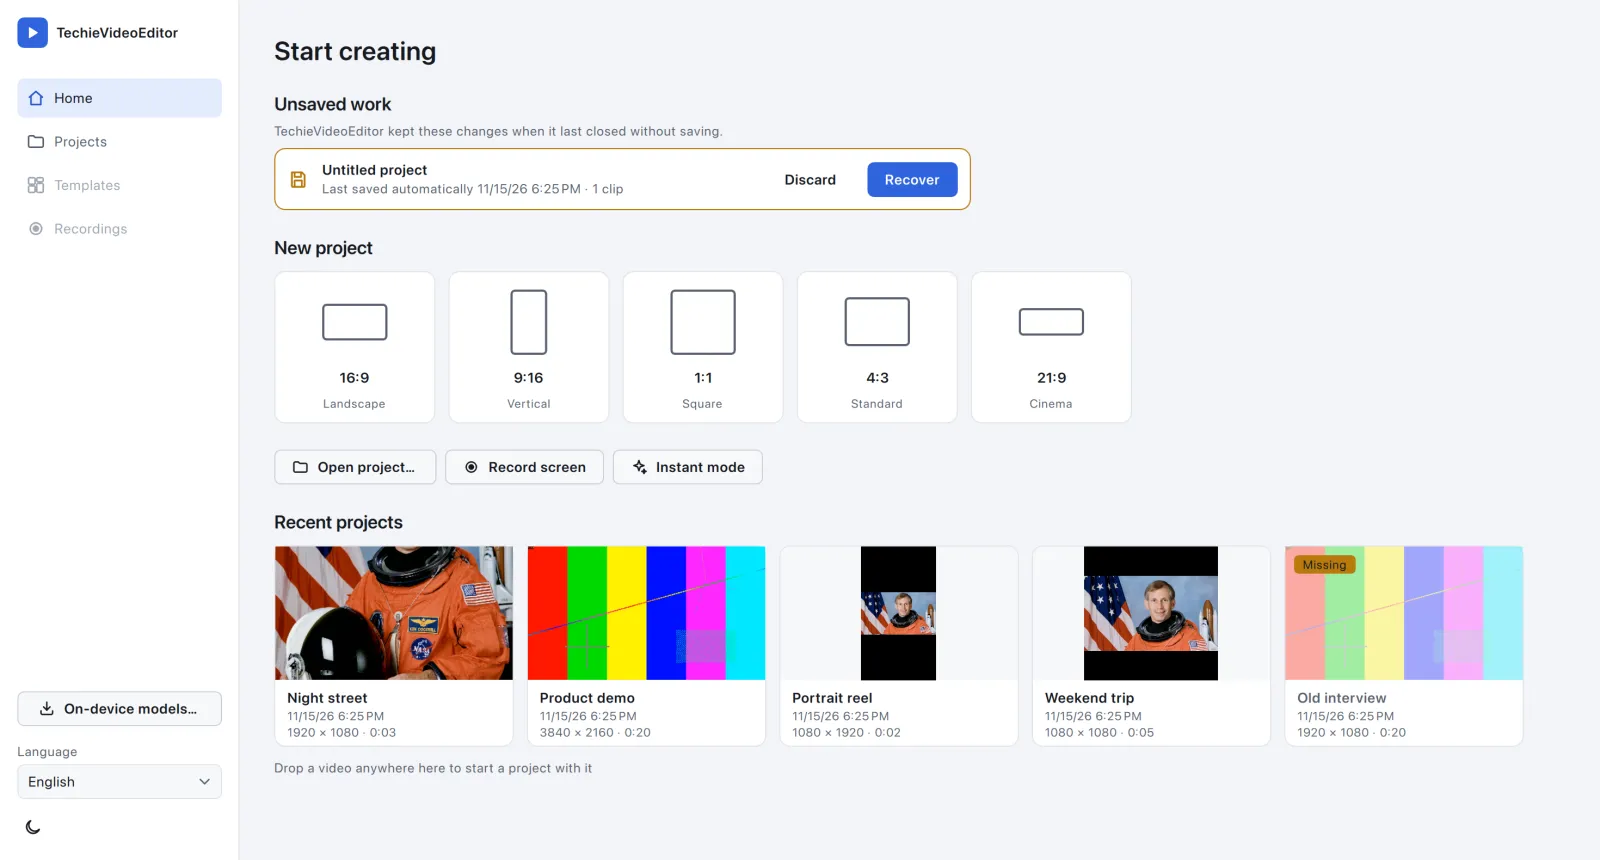 TechieVideoEditor
Home
Projects
Templates
Recordings
On-device models…
Language
English
Start creating
Unsaved work
TechieVideoEditor kept these changes when it last closed without saving.
Untitled project
Last saved automatically 11/15/26 6:25 PM · 1 clip
Discard
Recover
New project
16:9
Landscape
9:16
Vertical
1:1
Square
4:3
Standard
21:9
Cinema
Open project…
Record screen
Instant mode
Recent projects
Night street
11/15/26 6:25 PM
1920 × 1080 · 0:03
Product demo
11/15/26 6:25 PM
3840 × 2160 · 0:20
Portrait reel
11/15/26 6:25 PM
1080 × 1920 · 0:02
Weekend trip
11/15/26 6:25 PM
1080 × 1080 · 0:05
Missing
Old interview
11/15/26 6:25 PM
1920 × 1080 · 0:20
Drop a video anywhere here to start a project with it